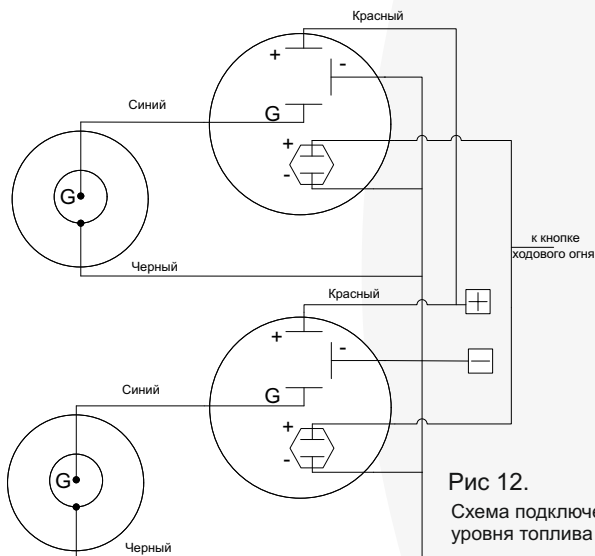 Красный
+
-
Синий
G
+
-
G
Черный
к кнопке
ходового огня
Красный
+
+
-
-
Синий
G
+
-
G
Рис 12.
Схема подключе
уровня топлива
Черный